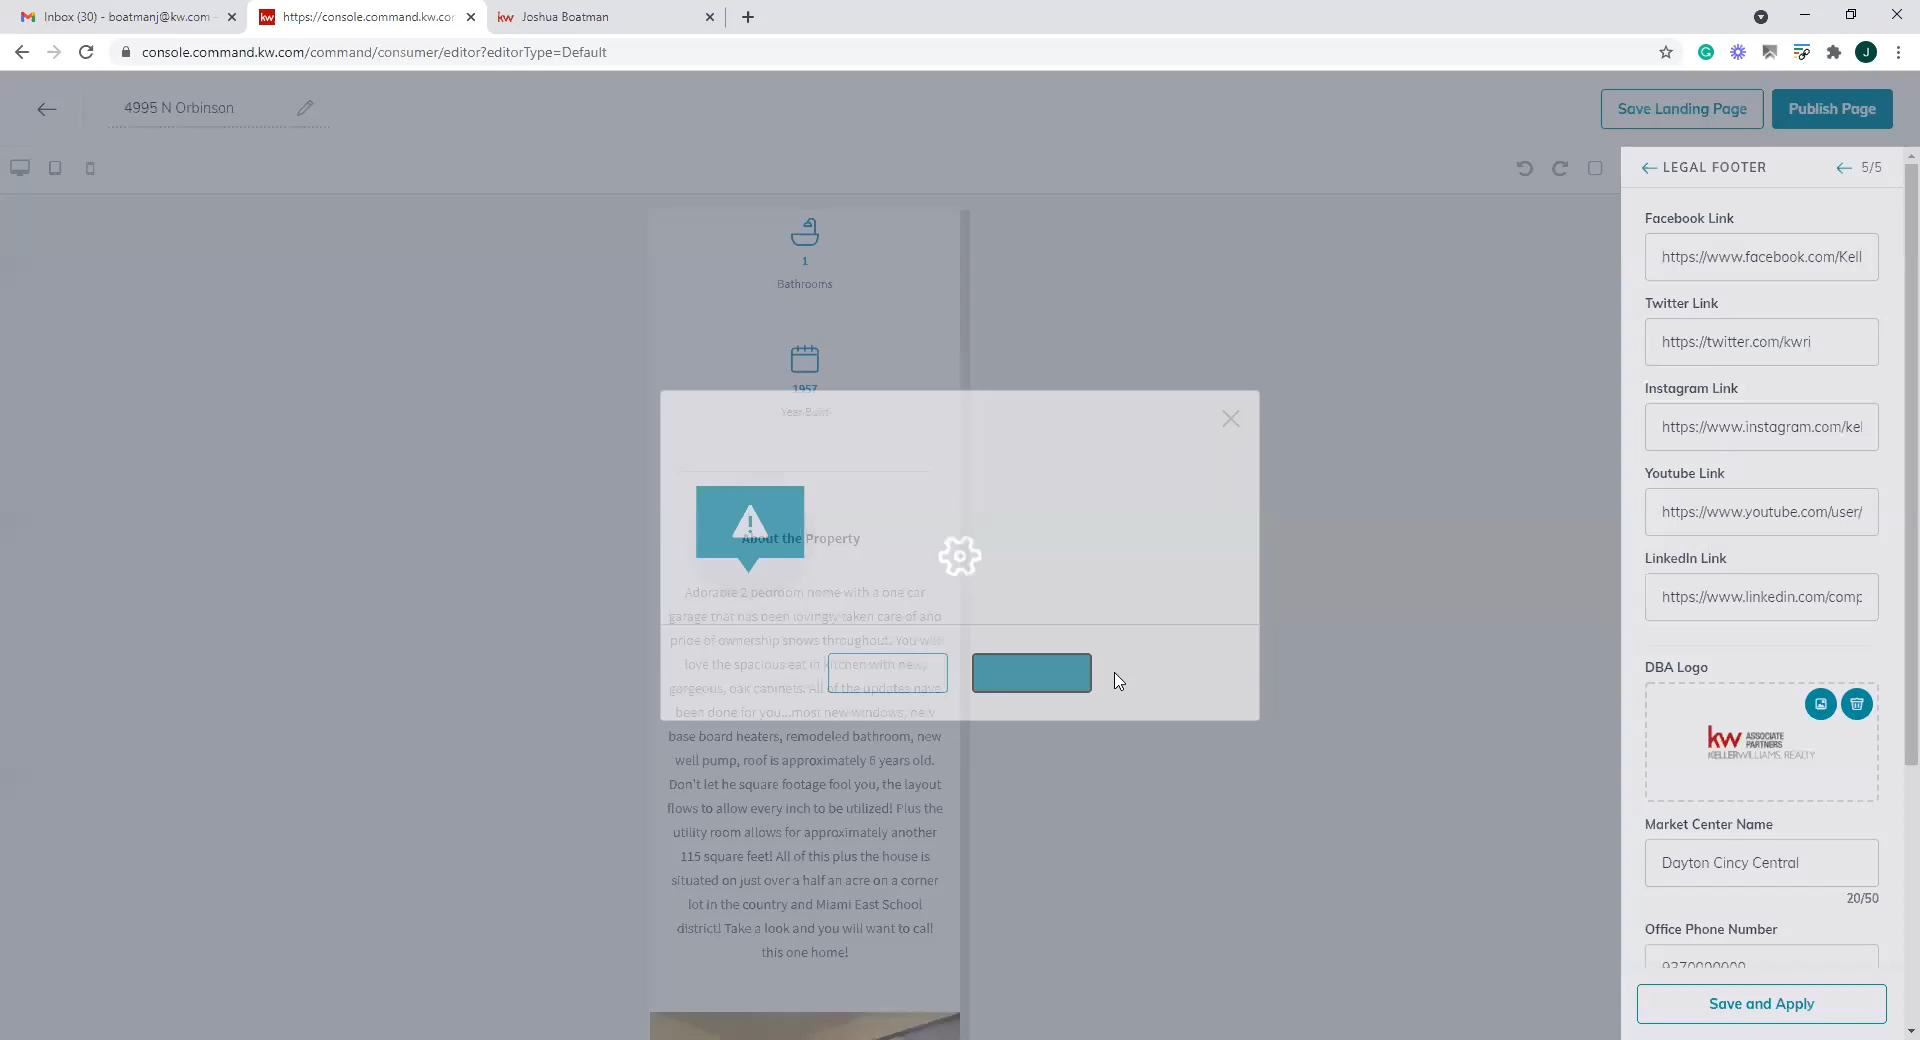 Inbox (30) - boatmanj@kw.com -
https://console.command.kw.cor
kw Joshua Boatman
console.command.kw.com/command/consumer/editor?editorType=Default
J
4995 N Orbinson
Save Landing Page
Publish Page
LEGAL FOOTER
5/5
Facebook Link
https://www.facebook.com/Kell
Twitter Link
https://twitter.com/kwri
Instagram Link
https://www.instagram.com/kel
Youtube Link
https://www.youtube.com/user/
LinkedIn Link
https://www.linkedin.com/comp
DBA Logo
kw ASSOCIATE PARTNERS
KELLERWILLIAMS. REALTY
Market Center Name
Dayton Cincy Central
20/50
Office Phone Number
9370000000
Save and Apply
1
Bathrooms
1957
Year Built
About the Property
Adorable 2 bedroom home with a one car
garage that has been lovingly taken care of and
pride of ownership shows throughout. You will
love the spacious eat in kitchen with new,
gorgeous, oak cabinets. All of the updates have
been done for you...most new windows, new
base board heaters, remodeled bathroom, new
well pump, roof is approximately 6 years old.
Don't let he square footage fool you, the layout
flows to allow every inch to be utilized! Plus the
utility room allows for approximately another
115 square feet! All of this plus the house is
situated on just over a half an acre on a corner
lot in the country and Miami East School
district! Take a look and you will want to call
this one home!